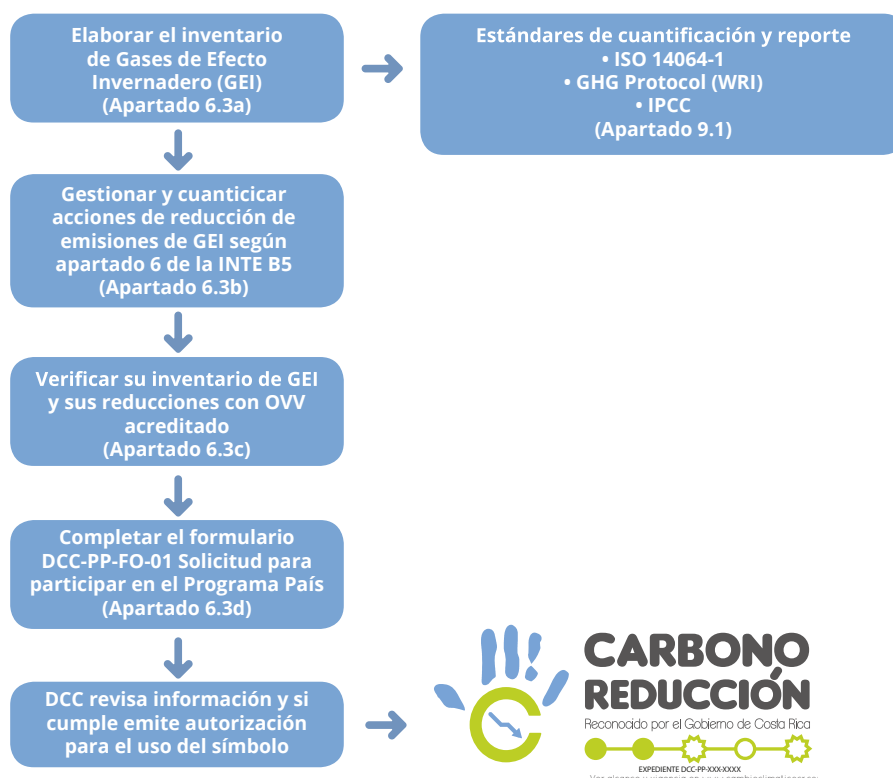 Elaborar el inventario
de Gases de Efecto
Invernadero (GEI)
(Apartado 6.3a)
Estándares de cuantificación y reporte
• ISO 14064-1
• GHG Protocol (WRI)
• IPCC
(Apartado 9.1)
Gestionar y cuanticicar
acciones de reducción de
emisiones de GEI según
apartado 6 de la INTE B5
(Apartado 6.3b)
Verificar su inventario de GEI
y sus reducciones con OVV
acreditado
(Apartado 6.3c)
Completar el formulario
DCC-PP-FO-01 Solicitud para
participar en el Programa País
(Apartado 6.3d)
DCC revisa información y si
cumple emite autorización
para el uso del símbolo
CARBONO
REDUCCIÓN
Reconocido por el Gobierno de Costa Rica
EXPEDIENTE DCC-PP-XXX-XXXX